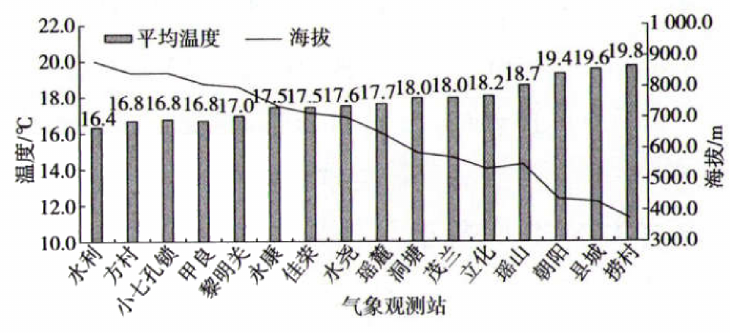 平均温度 海拔
温度/℃
22.0
20.0
18.0
16.0
14.0
12.0
10.0
16.4 16.8 16.8 16.8 17.0 17.5 17.5 17.6 17.7 18.0 18.0 18.2 18.7 19.4 19.6 19.8
1 000.0
900.0
800.0
700.0
600.0
500.0
400.0
300.0
海拔/m
水利 方村 小七孔锁 甲良 黎明关 永康 佳荣 水尧 瑶麓 洞塘 茂兰 立化 瑶山 朝阳 县城 捞村
气象观测站